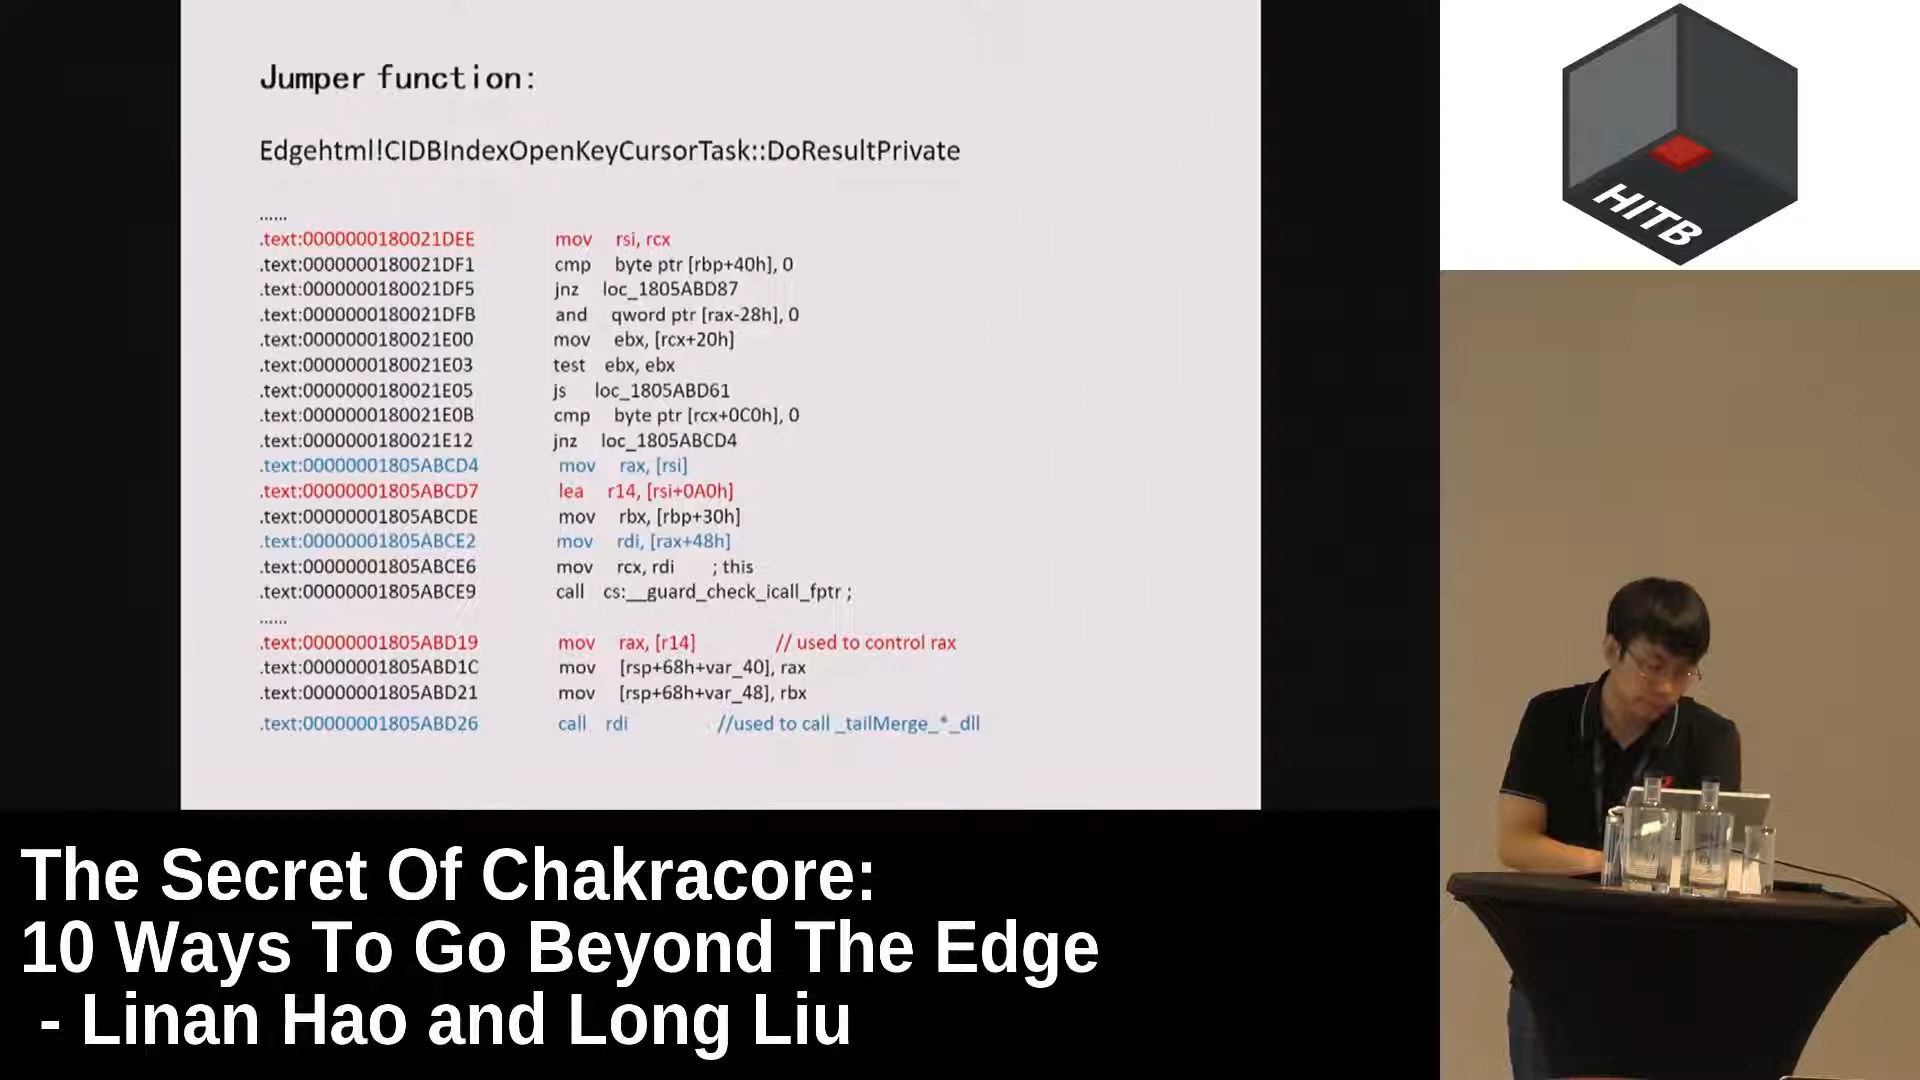 Jumper function:
Edgehtml!CIDBIndexOpenKeyCursorTask::DoResultPrivate
......
.text:0000000180021DEE mov rsi, rcx
.text:0000000180021DF1 cmp byte ptr [rbp+40h], 0
.text:0000000180021DF5 jnz loc_1805ABD87
.text:0000000180021DFB and qword ptr [rax-28h], 0
.text:0000000180021E00 mov ebx, [rcx+20h]
.text:0000000180021E03 test ebx, ebx
.text:0000000180021E05 js loc_1805ABD61
.text:0000000180021E0B cmp byte ptr [rcx+0C0h], 0
.text:0000000180021E12 jnz loc_1805ABCD4
.text:00000001805ABCD4 mov rax, [rsi]
.text:00000001805ABCD7 lea r14, [rsi+0A0h]
.text:00000001805ABCDE mov rbx, [rbp+30h]
.text:00000001805ABCE2 mov rdi, [rax+48h]
.text:00000001805ABCE6 mov rcx, rdi ; this
.text:00000001805ABCE9 call cs:__guard_check_icall_fptr ;
......
.text:00000001805ABD19 mov rax, [r14] // used to control rax
.text:00000001805ABD1C mov [rsp+68h+var_40], rax
.text:00000001805ABD21 mov [rsp+68h+var_48], rbx
.text:00000001805ABD26 call rdi //used to call _tailMerge_*_dll
HITB
The Secret Of Chakracore:
10 Ways To Go Beyond The Edge
- Linan Hao and Long Liu